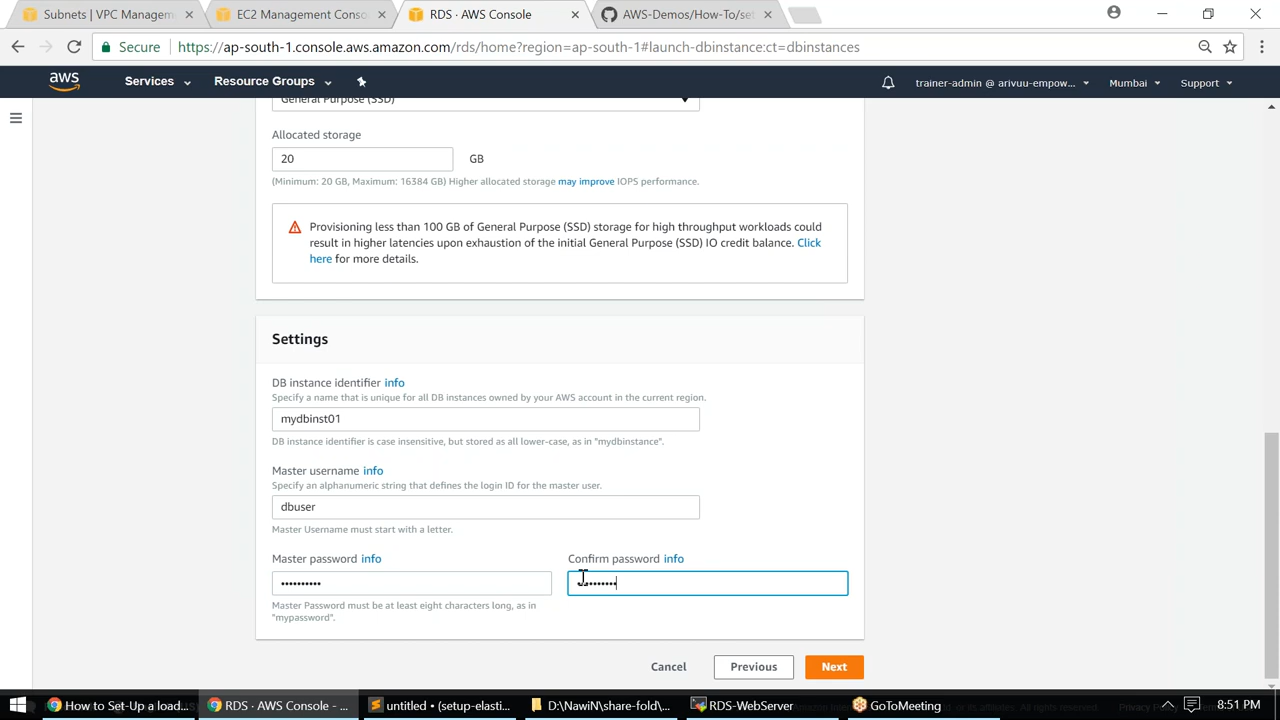 Subnets | VPC Managem
EC2 Management Conso
RDS · AWS Console
AWS-Demos/How-To/set
Secure
https://ap-south-1.console.aws.amazon.com/rds/home?region=ap-south-1#launch-dbinstance:ct=dbinstances
aws
Services
Resource Groups
trainer-admin @ arivuu-empow...
Mumbai
Support
General Purpose (SSD)
Allocated storage
20
GB
(Minimum: 20 GB, Maximum: 16384 GB) Higher allocated storage may improve IOPS performance.
Provisioning less than 100 GB of General Purpose (SSD) storage for high throughput workloads could
result in higher latencies upon exhaustion of the initial General Purpose (SSD) IO credit balance. Click
here for more details.
Settings
DB instance identifier info
Specify a name that is unique for all DB instances owned by your AWS account in the current region.
mydbinst01
DB instance identifier is case insensitive, but stored as all lower-case, as in "mydbinstance".
Master username info
Specify an alphanumeric string that defines the login ID for the master user.
dbuser
Master Username must start with a letter.
Master password info
Confirm password info
••••••••••
Master Password must be at least eight characters long, as in
"mypassword".
Cancel
Previous
Next
How to Set-Up a load...
RDS · AWS Console - ...
untitled • (setup-elasti...
D:\NawiN\share-fold\...
RDS-WebServer
GoToMeeting
8:51 PM